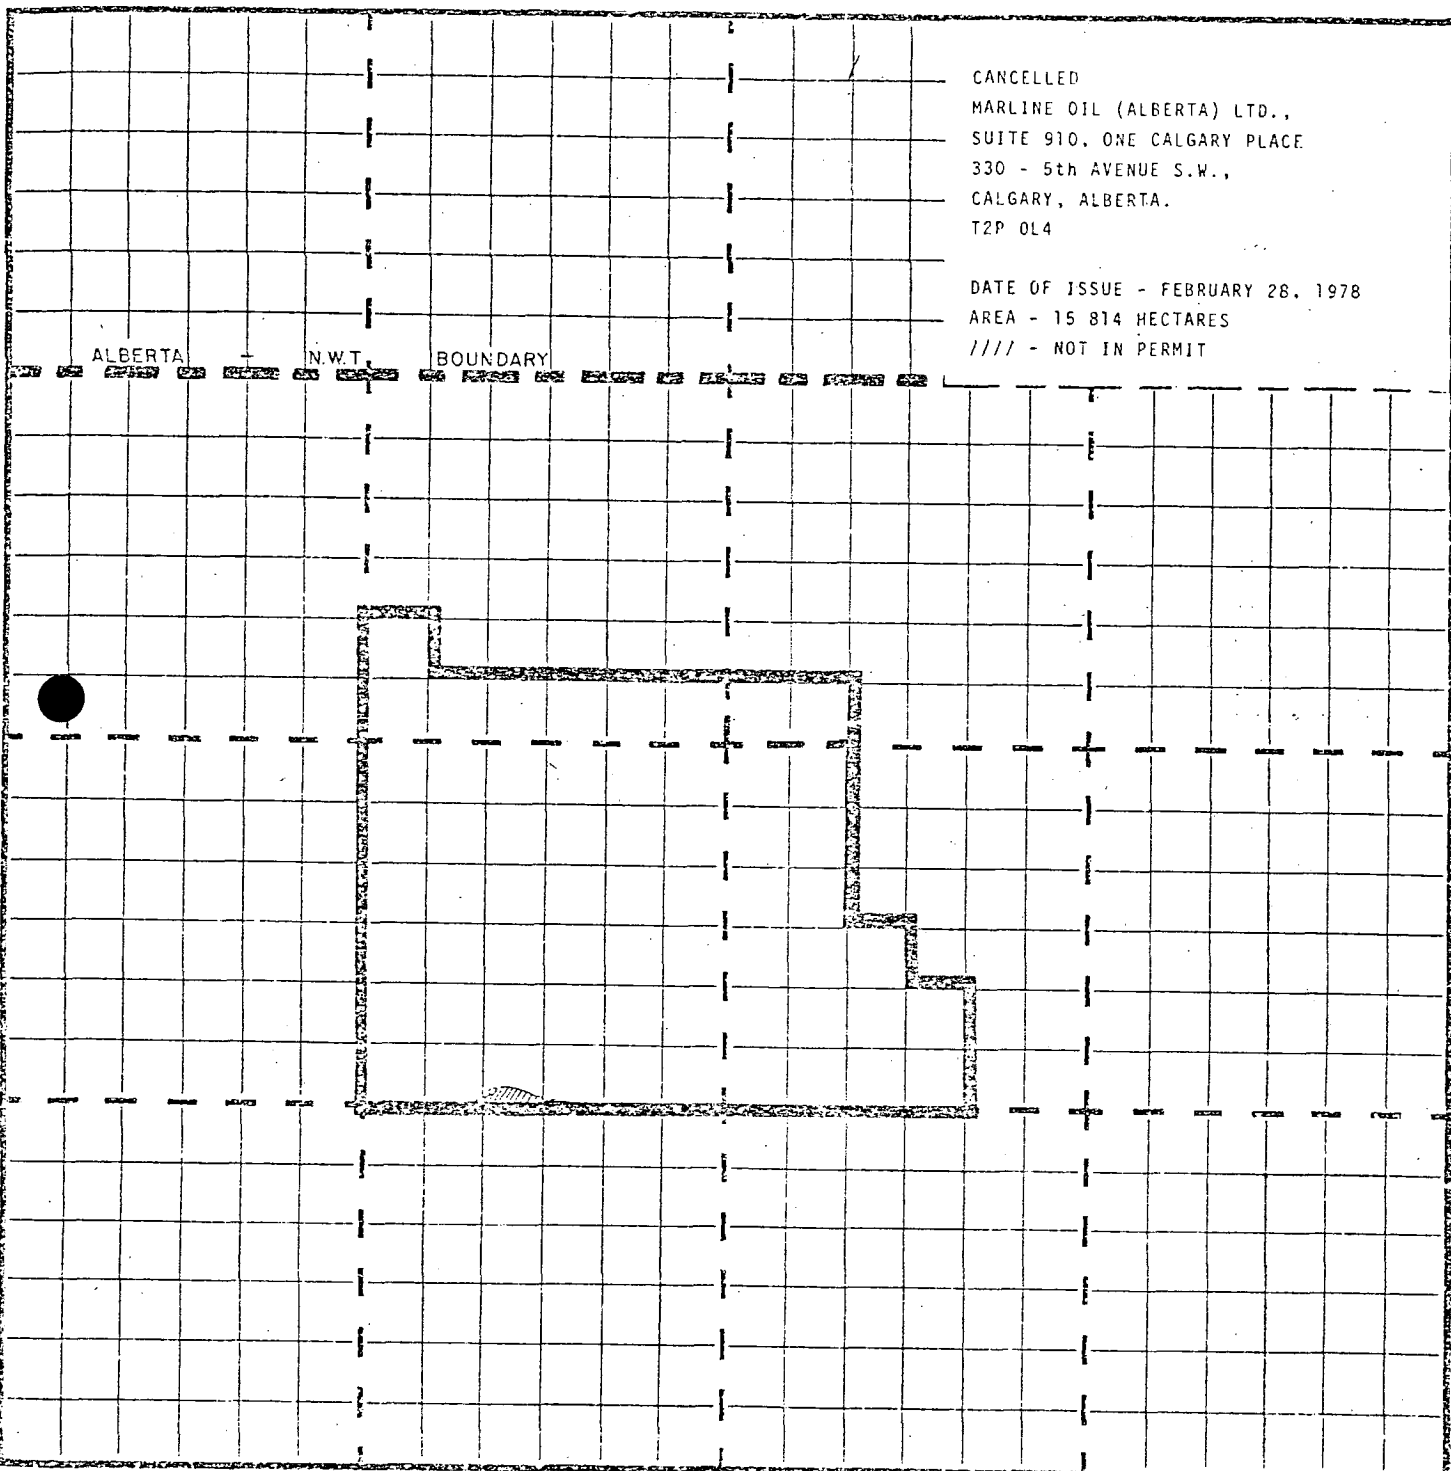 CANCELLED
MARLINE OIL (ALBERTA) LTD.,
SUITE 910, ONE CALGARY PLACE
330 - 5th AVENUE S.W.,
CALGARY, ALBERTA.
T2P 0L4
DATE OF ISSUE - FEBRUARY 28, 1978
AREA - 15 814 HECTARES
//// - NOT IN PERMIT
ALBERTA - N.W.T. BOUNDARY